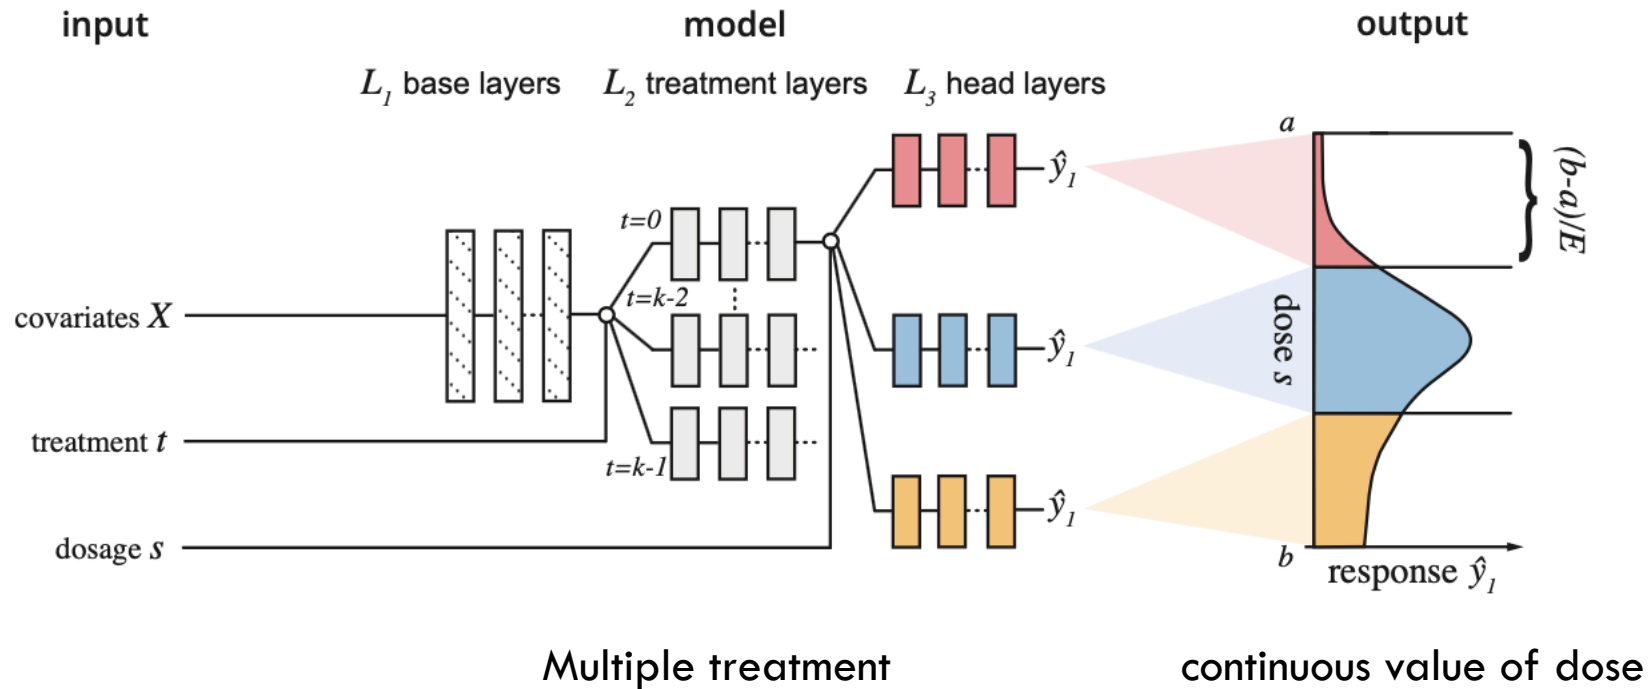 input
model
output
L1 base layers
L2 treatment layers
L3 head layers
a
ŷ1
(b-a)/E
t=0
t=k-2
covariates X
ŷ1
dose s
treatment t
t=k-1
ŷ1
dosage s
b
response ŷ1
Multiple treatment
continuous value of dose